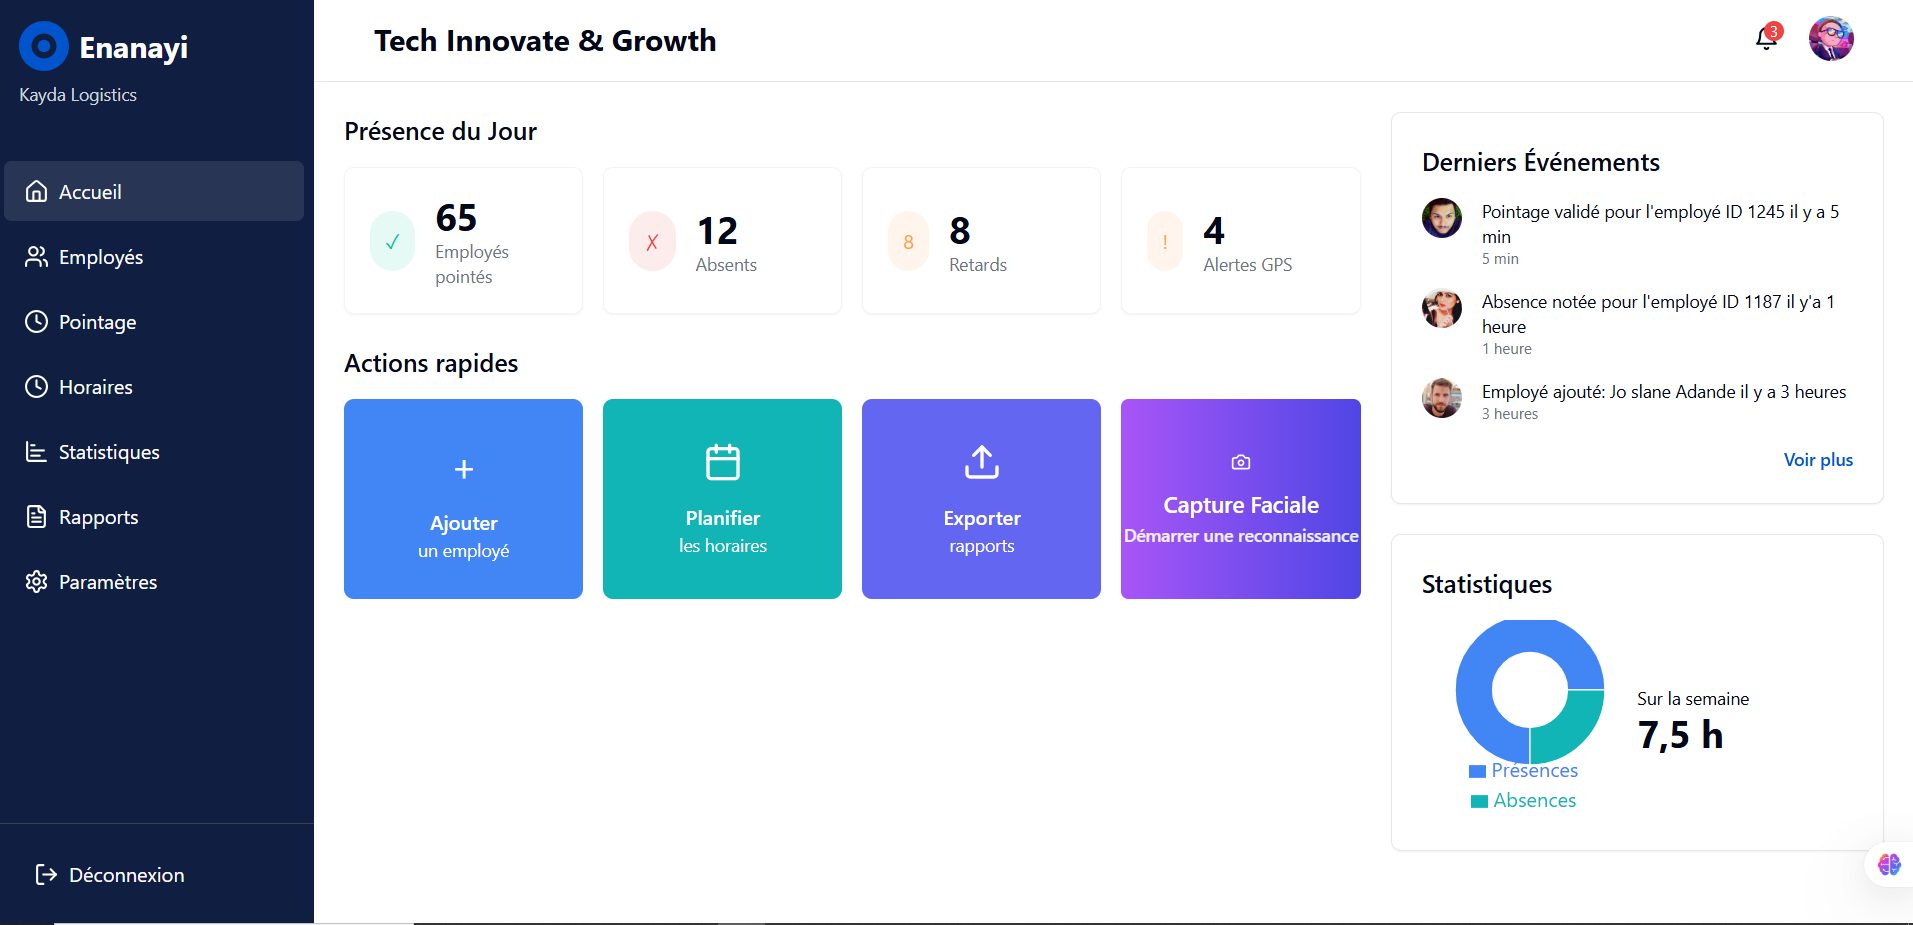 Enanayi
Kayda Logistics
Accueil
Employés
Pointage
Horaires
Statistiques
Rapports
Paramètres
Déconnexion
Tech Innovate & Growth
3
Présence du Jour
✓
65
Employés
pointés
✗
12
Absents
8
8
Retards
!
4
Alertes GPS
Actions rapides
+
Ajouter
un employé
Planifier
les horaires
Exporter
rapports
Capture Faciale
Démarrer une reconnaissance
Derniers Événements
Pointage validé pour l'employé ID 1245 il y a 5
min
5 min
Absence notée pour l'employé ID 1187 il y'a 1
heure
1 heure
Employé ajouté: Jo slane Adande il y a 3 heures
3 heures
Voir plus
Statistiques
Sur la semaine
7,5 h
Présences
Absences